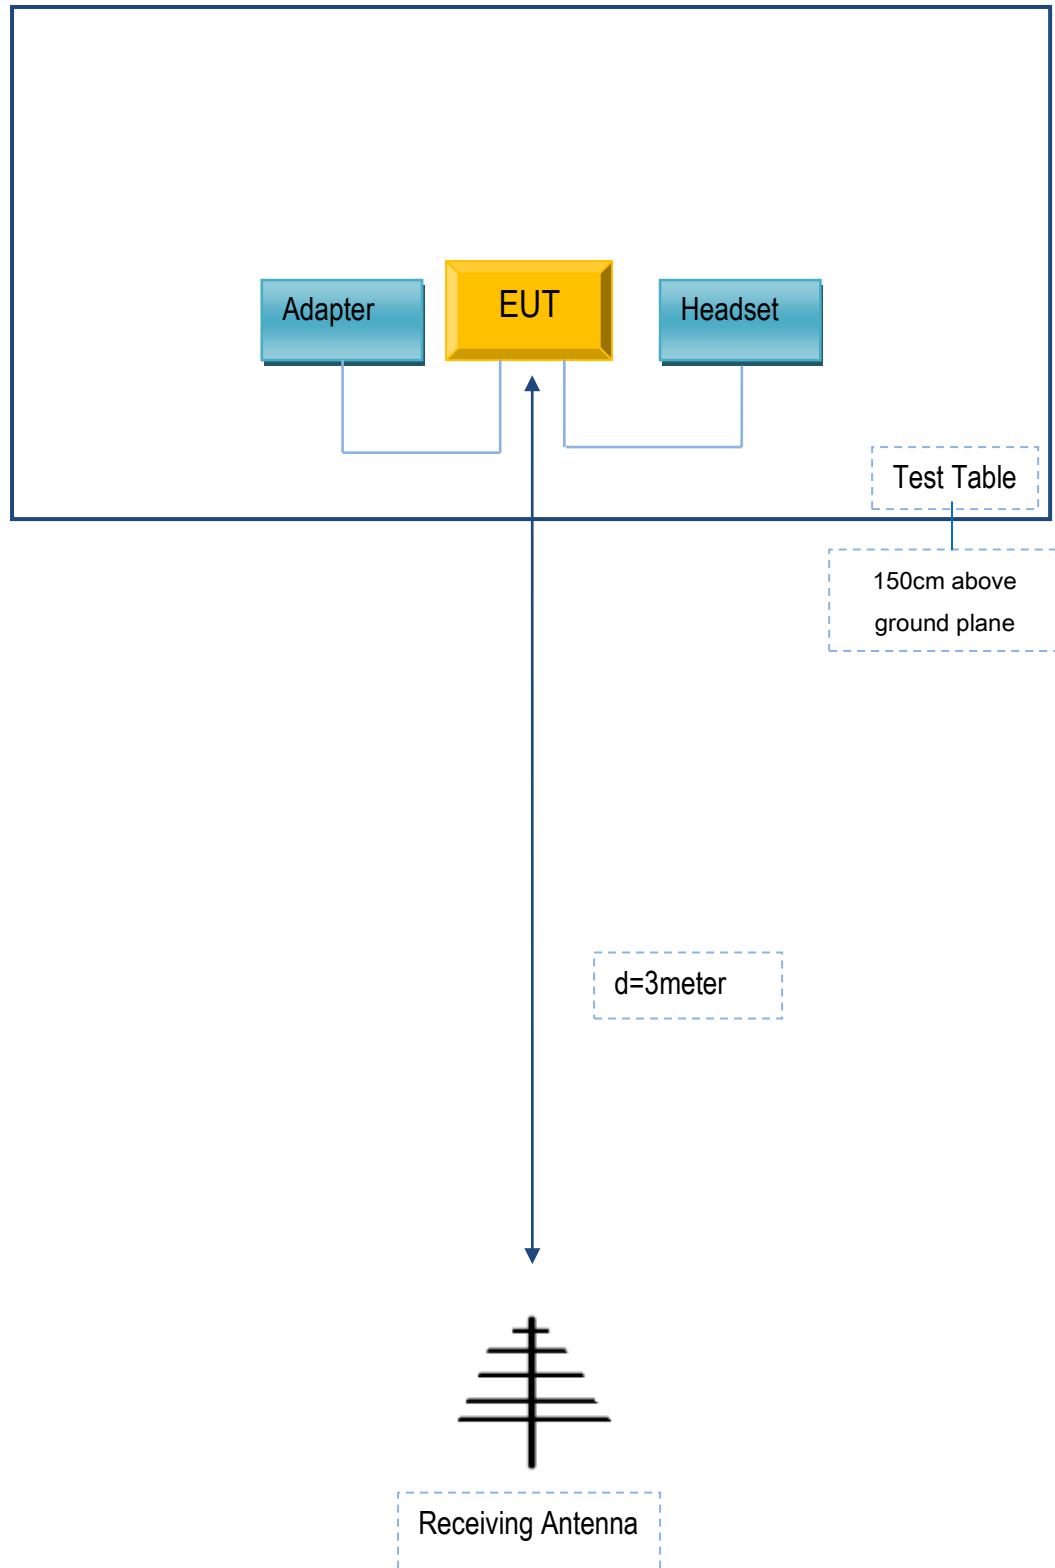 Adapter
EUT
Headset
Test Table
150cm above
ground plane
d=3meter
Receiving Antenna